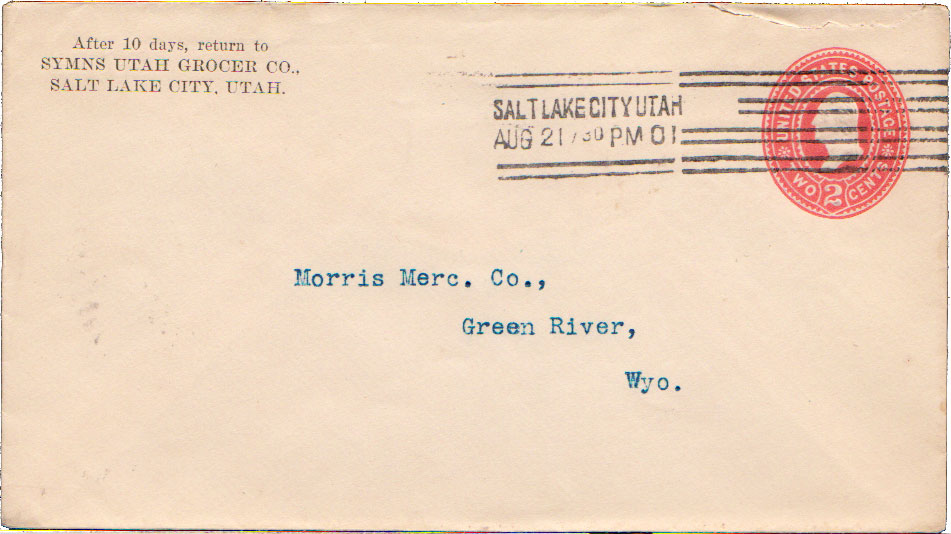 After 10 days, return to
SYMNS UTAH GROCER CO.,
SALT LAKE CITY, UTAH.
SALT LAKE CITY UTAH
AUG 21 730 PM 01
UNITED STATES POSTAGE
TWO 2 CENTS
Morris Merc. Co.,
Green River,
Wyo.